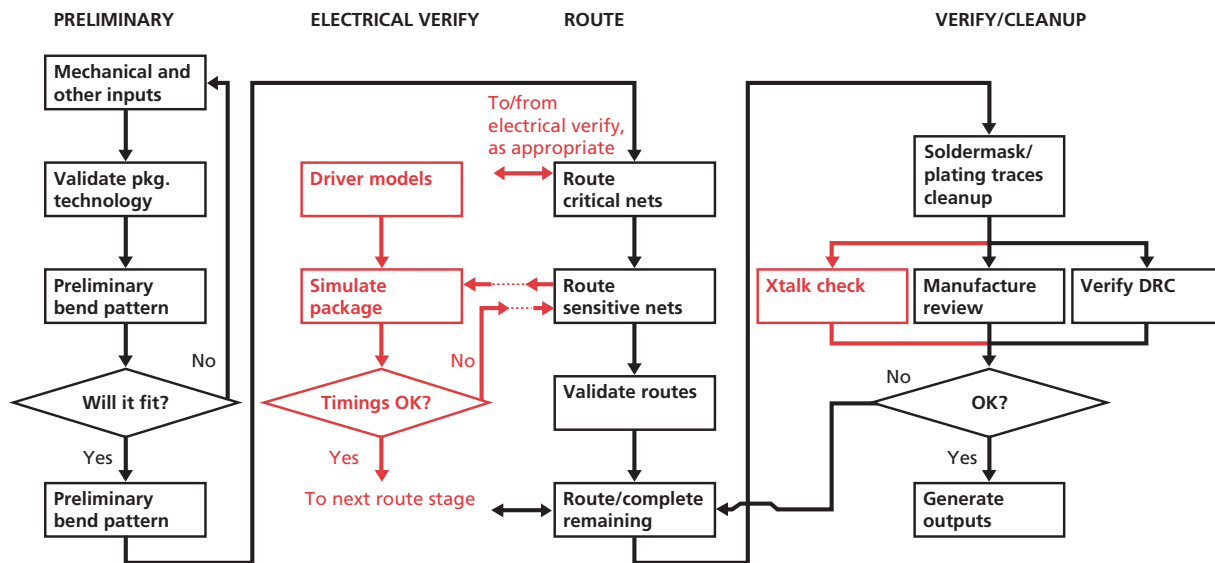 PRELIMINARY
Mechanical and
other inputs
Validate pkg.
technology
Preliminary
bend pattern
No
Will it fit?
Yes
Preliminary
bend pattern
ELECTRICAL VERIFY
Driver models
Simulate
package
No
Timings OK?
Yes
To next route stage
ROUTE
To/from
electrical verify,
as appropriate
Route
critical nets
Route
sensitive nets
Validate routes
Route/complete
remaining
VERIFY/CLEANUP
Soldermask/
plating traces
cleanup
Xtalk check
Manufacture
review
Verify DRC
No
OK?
Yes
Generate
outputs